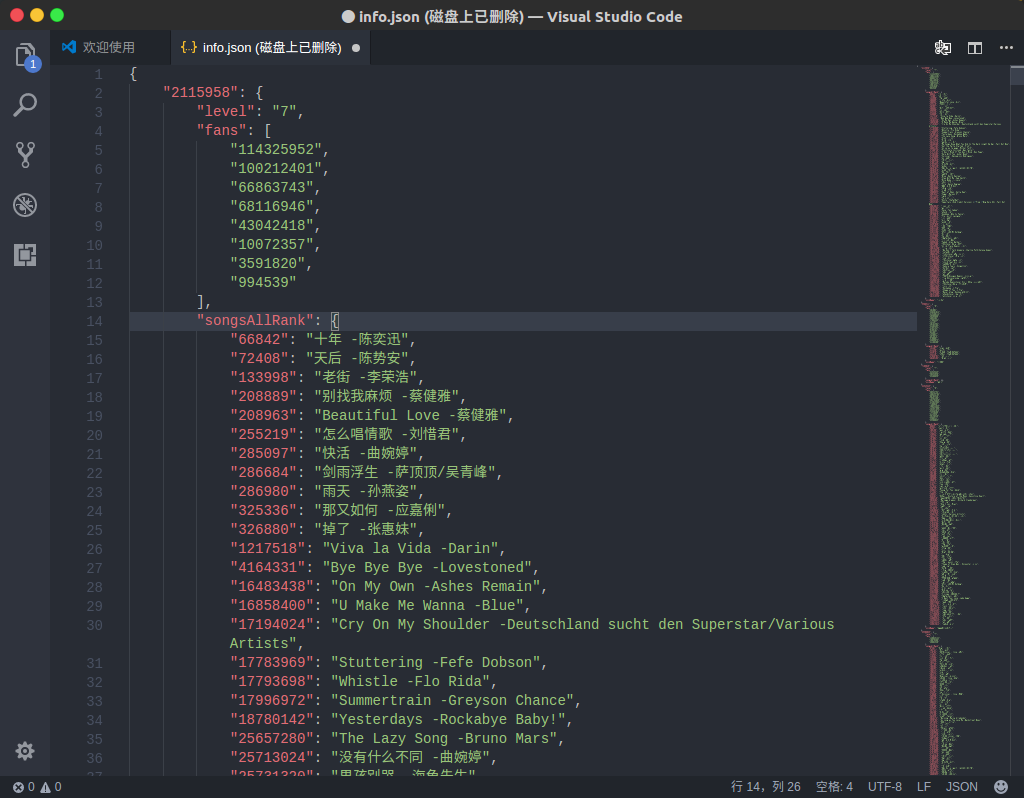 info.json (磁盘上已删除) — Visual Studio Code
欢迎使用
{..} info.json (磁盘上已删除)
1
1 {
2 "2115958": {
3 "level": "7",
4 "fans": [
5 "114325952",
6 "100212401",
7 "66863743",
8 "68116946",
9 "43042418",
10 "10072357",
11 "3591820",
12 "994539"
13 ],
14 "songsAllRank": {
15 "66842": "十年 -陈奕迅",
16 "72408": "天后 -陈势安",
17 "133998": "老街 -李荣浩",
18 "208889": "别找我麻烦 -蔡健雅",
19 "208963": "Beautiful Love -蔡健雅",
20 "255219": "怎么唱情歌 -刘惜君",
21 "285097": "快活 -曲婉婷",
22 "286684": "剑雨浮生 -萨顶顶/吴青峰",
23 "286980": "雨天 -孙燕姿",
24 "325336": "那又如何 -应嘉俐",
25 "326880": "掉了 -张惠妹",
26 "1217518": "Viva la Vida -Darin",
27 "4164331": "Bye Bye Bye -Lovestoned",
28 "16483438": "On My Own -Ashes Remain",
29 "16858400": "U Make Me Wanna -Blue",
30 "17194024": "Cry On My Shoulder -Deutschland sucht den Superstar/Various
Artists",
31 "17783969": "Stuttering -Fefe Dobson",
32 "17793698": "Whistle -Flo Rida",
33 "17996972": "Summertrain -Greyson Chance",
34 "18780142": "Yesterdays -Rockabye Baby!",
35 "25657280": "The Lazy Song -Bruno Mars",
36 "25713024": "没有什么不同 -曲婉婷",
37 "25731320": "男孩别哭 -海龟先生"
0 0
行 14，列 26 空格: 4 UTF-8 LF JSON